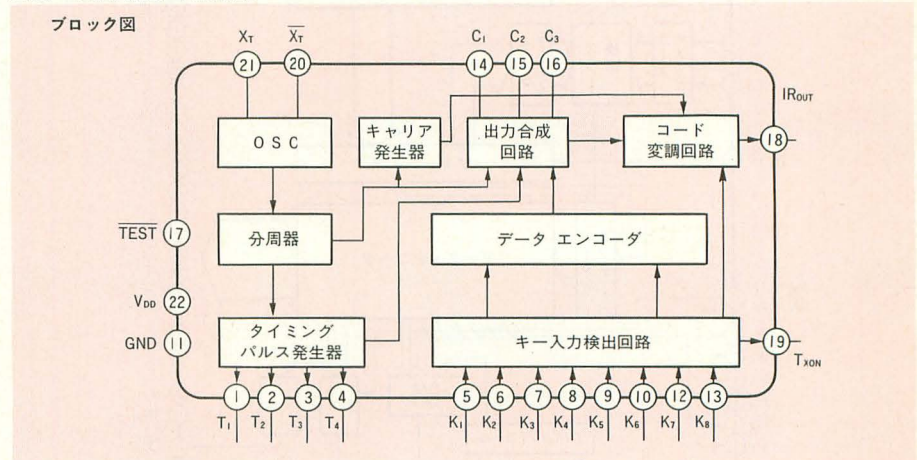 ブロック図
X_T
X̅_T̅
C₁
C₂
C₃
21
20
14
15
16
IR_OUT
OSC
キャリア
発生器
出力合成
回路
コード
変調回路
18
TEST
17
分周器
データ エンコーダ
V_DD
22
GND
11
タイミング
パルス発生器
キー入力検出回路
19
T_XON
1
2
3
4
5
6
7
8
9
10
12
13
T₁
T₂
T₃
T₄
K₁
K₂
K₃
K₄
K₅
K₆
K₇
K₈